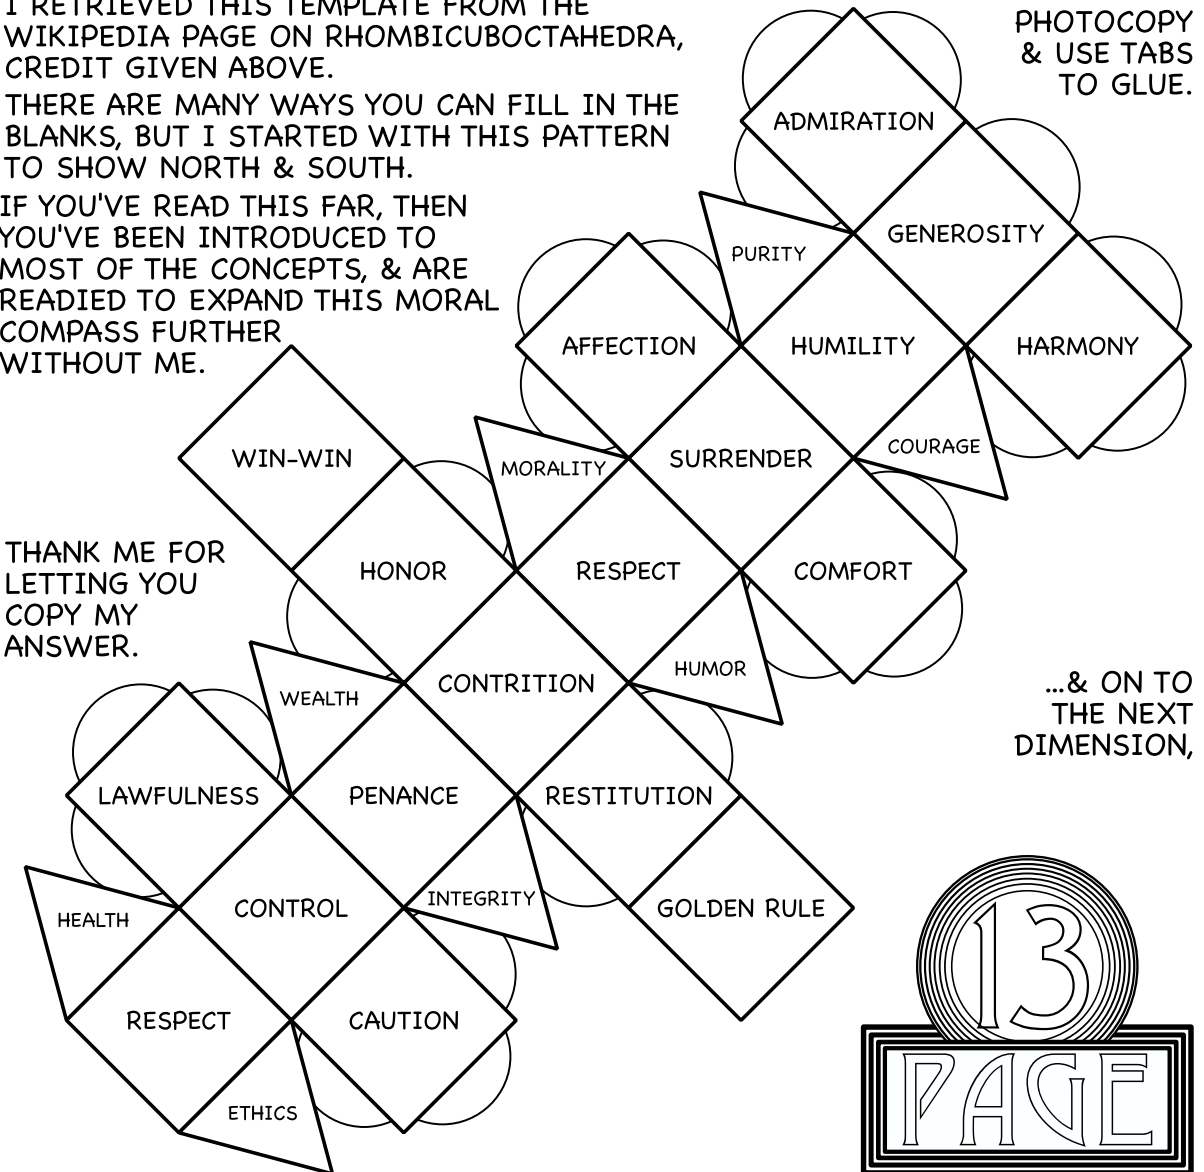 I RETRIEVED THIS TEMPLATE FROM THE
WIKIPEDIA PAGE ON RHOMBICUBOCTAHEDRA,
CREDIT GIVEN ABOVE.
THERE ARE MANY WAYS YOU CAN FILL IN THE
BLANKS, BUT I STARTED WITH THIS PATTERN
TO SHOW NORTH & SOUTH.
IF YOU'VE READ THIS FAR, THEN
YOU'VE BEEN INTRODUCED TO
MOST OF THE CONCEPTS, & ARE
READIED TO EXPAND THIS MORAL
COMPASS FURTHER
WITHOUT ME.
PHOTOCOPY
& USE TABS
TO GLUE.
ADMIRATION
GENEROSITY
PURITY
AFFECTION
HUMILITY
HARMONY
COURAGE
WIN-WIN
MORALITY
SURRENDER
THANK ME FOR
LETTING YOU
COPY MY
ANSWER.
HONOR
RESPECT
COMFORT
HUMOR
WEALTH
CONTRITION
...& ON TO
THE NEXT
DIMENSION,
LAWFULNESS
PENANCE
RESTITUTION
HEALTH
CONTROL
INTEGRITY
GOLDEN RULE
RESPECT
CAUTION
ETHICS
13
PAGE